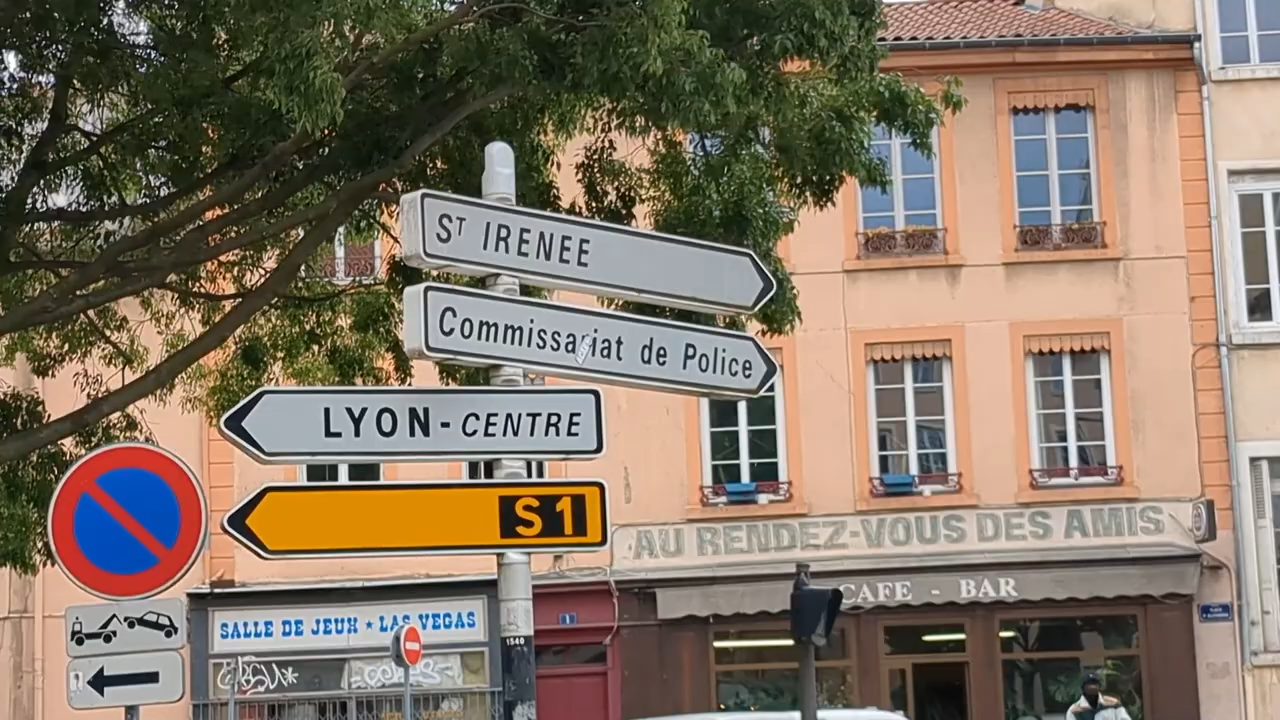 Sᵀ IRENEE
Commissariat de Police
LYON-CENTRE
S1
AU RENDEZ-VOUS DES AMIS
CAFE - BAR
SALLE DE JEUX ★ LAS VEGAS
1540
1